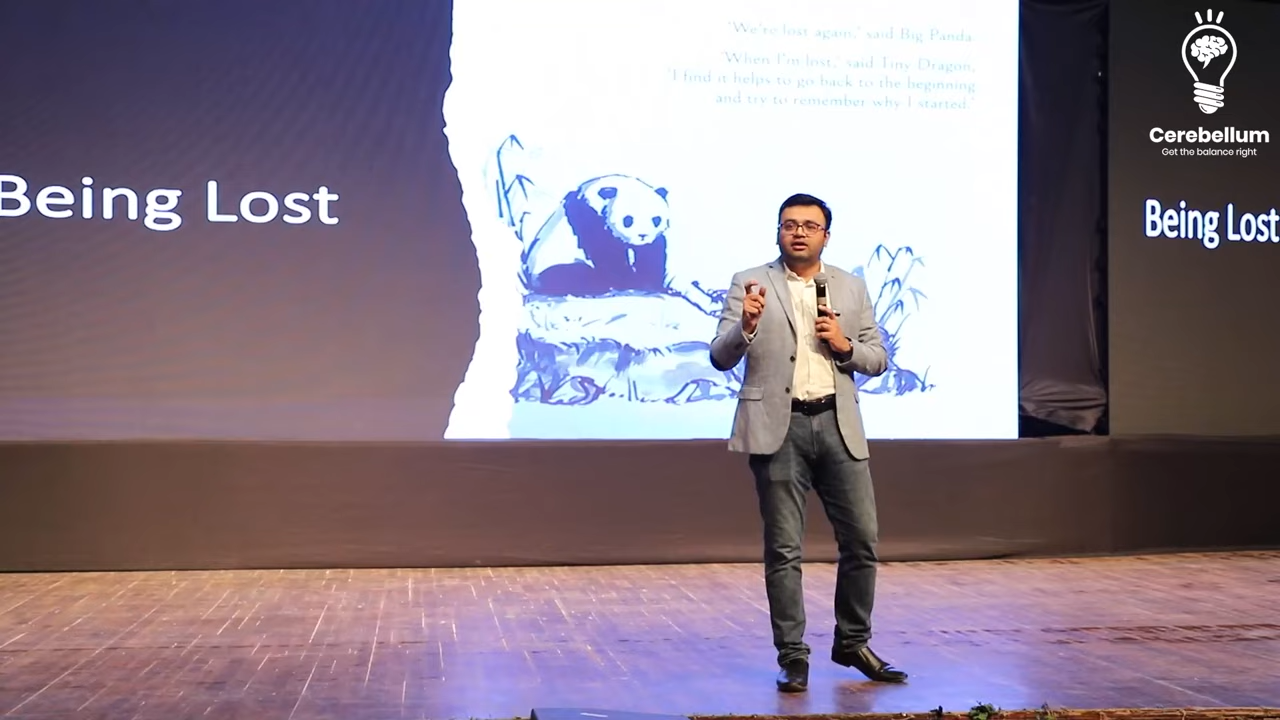 'We're lost again,' said Big Panda.
'When I'm lost,' said Tiny Dragon,
'I find it helps to go back to the beginning
and try to remember why I started.'
Being Lost
Cerebellum
Get the balance right
Being Lost